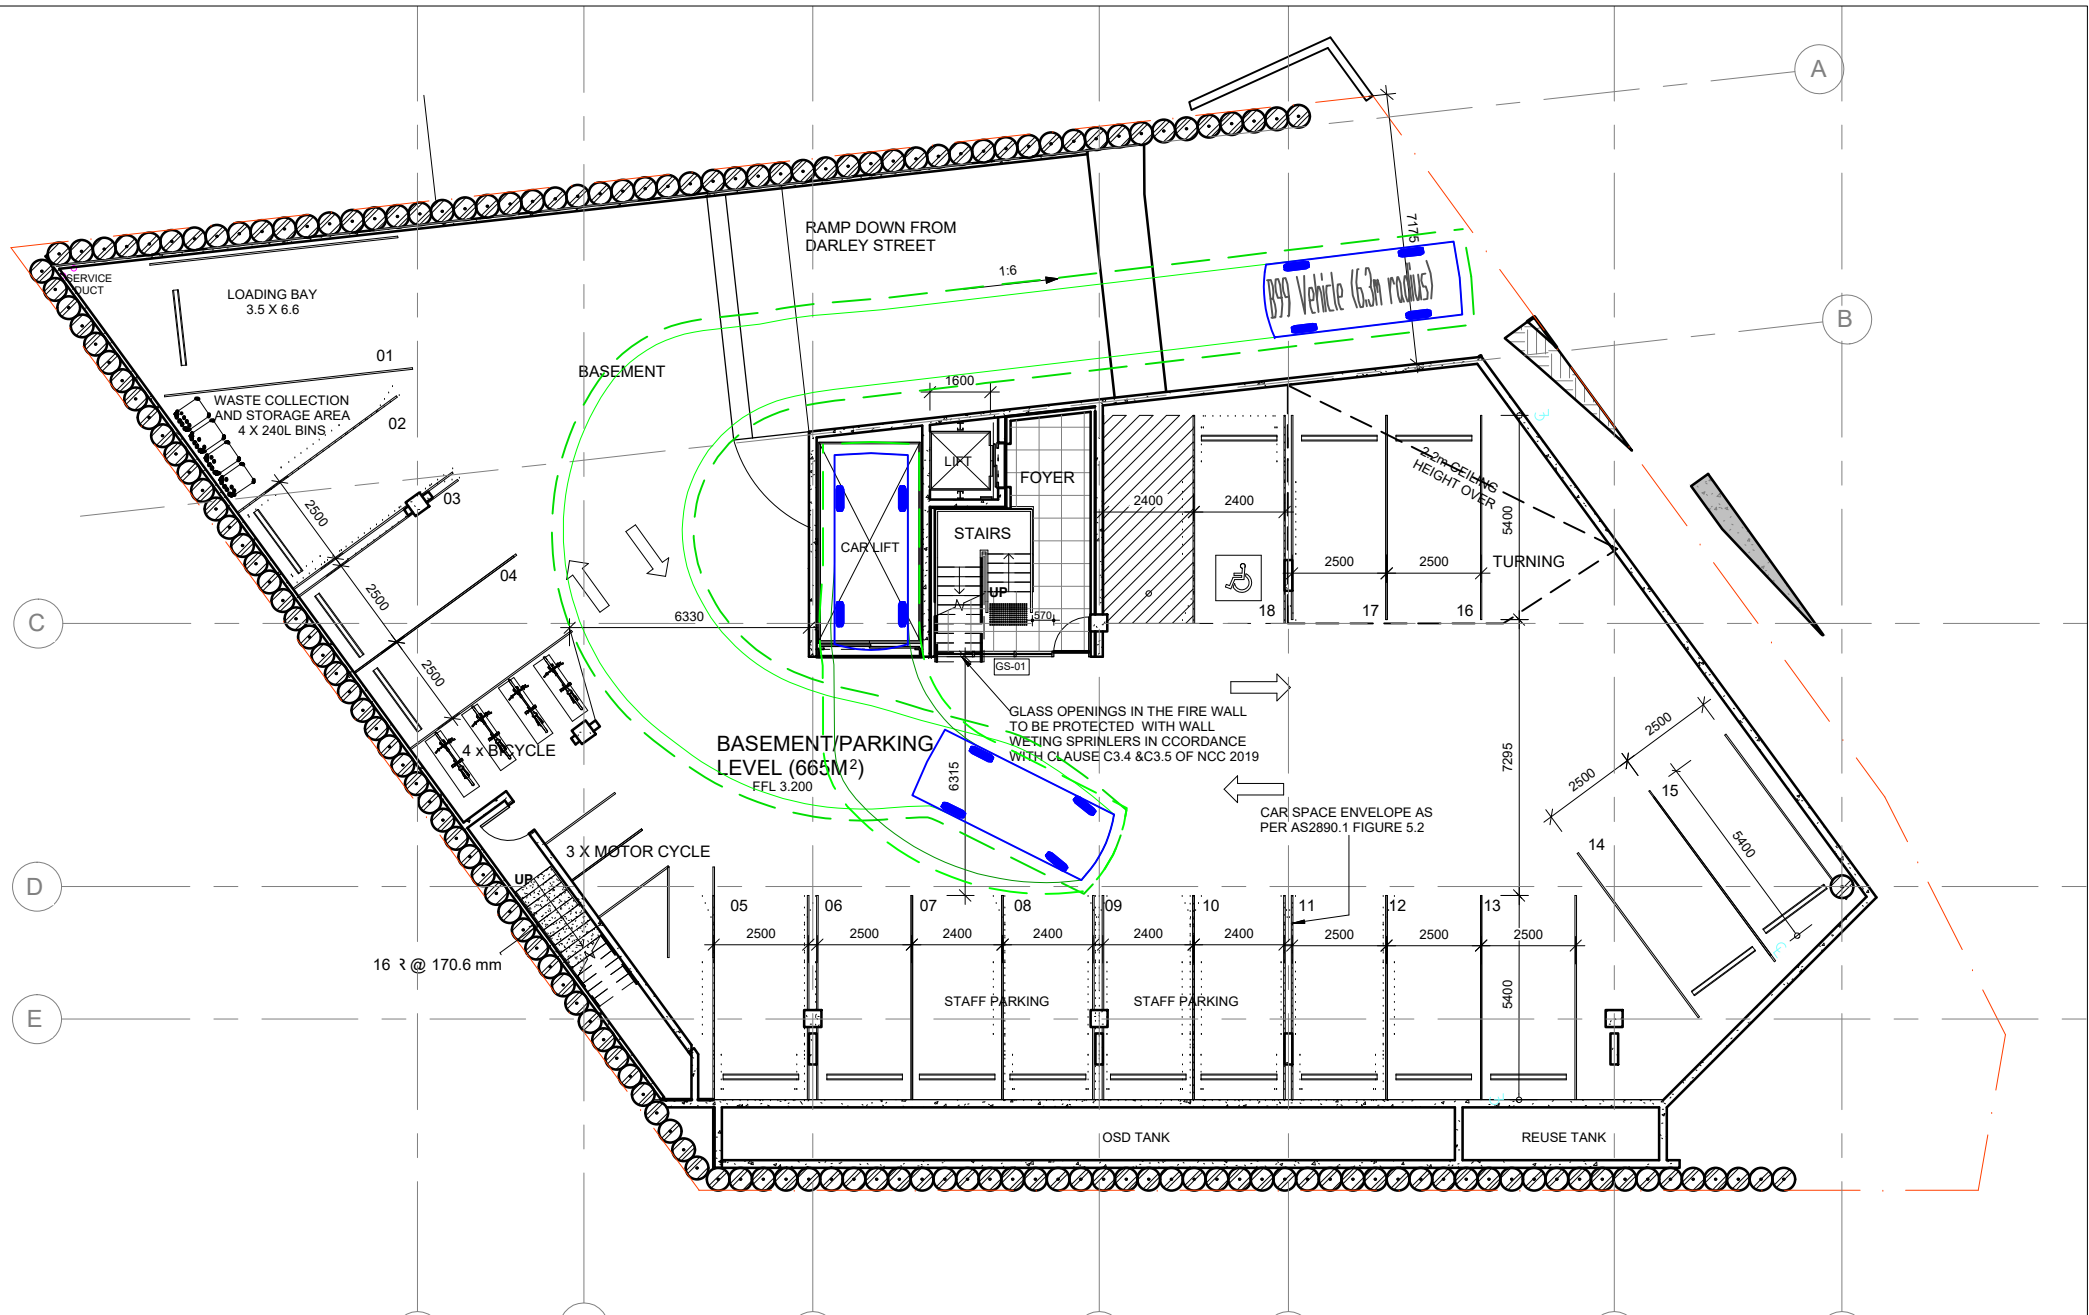 A
RAMP DOWN FROM
DARLEY STREET
7175
SERVICE
DUCT
1:6
LOADING BAY
3.5 X 6.6
B99 Vehicle (6.3m radius)
B
01
BASEMENT
1600
WASTE COLLECTION
AND STORAGE AREA
4 X 240L BINS
02
LIFT
FOYER
2.2m CEILING
HEIGHT OVER
03
2500
2400
2400
5400
STAIRS
CAR LIFT
2500
2500
TURNING
04
UP
2500
18
17
16
C
6330
570
2500
GS-01
GLASS OPENINGS IN THE FIRE WALL
TO BE PROTECTED WITH WALL
WETING SPRINLERS IN CCORDANCE
WITH CLAUSE C3.4 &C3.5 OF NCC 2019
2500
4 x BICYCLE
BASEMENT/PARKING
LEVEL (665M²)
FFL 3.200
6315
7295
2500
15
CAR SPACE ENVELOPE AS
PER AS2890.1 FIGURE 5.2
5400
14
3 X MOTOR CYCLE
UP
D
05
06
07
08
09
10
11
12
13
2500
2500
2400
2400
2400
2400
2500
2500
2500
16 R @ 170.6 mm
STAFF PARKING
STAFF PARKING
5400
E
OSD TANK
REUSE TANK